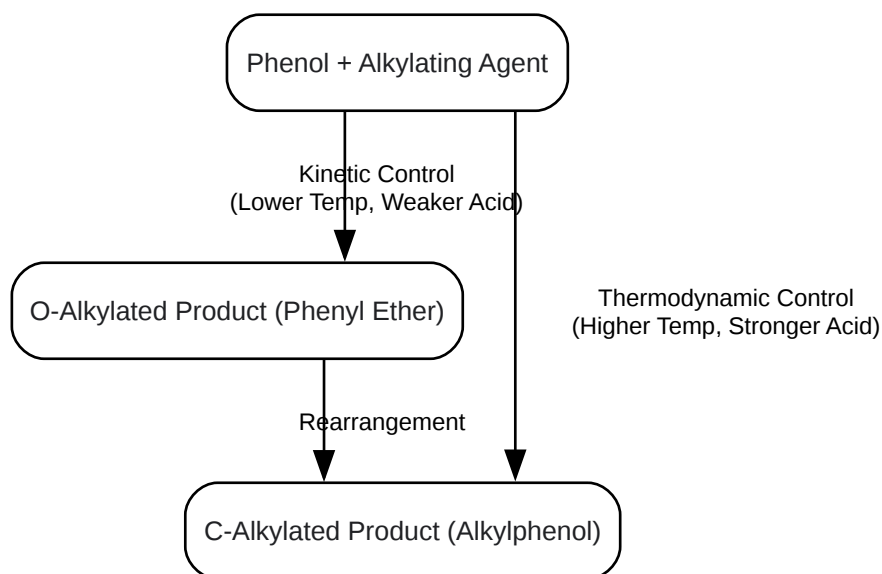 Phenol + Alkylating Agent
Kinetic Control
(Lower Temp, Weaker Acid)
O-Alkylated Product (Phenyl Ether)
Thermodynamic Control
(Higher Temp, Stronger Acid)
Rearrangement
C-Alkylated Product (Alkylphenol)